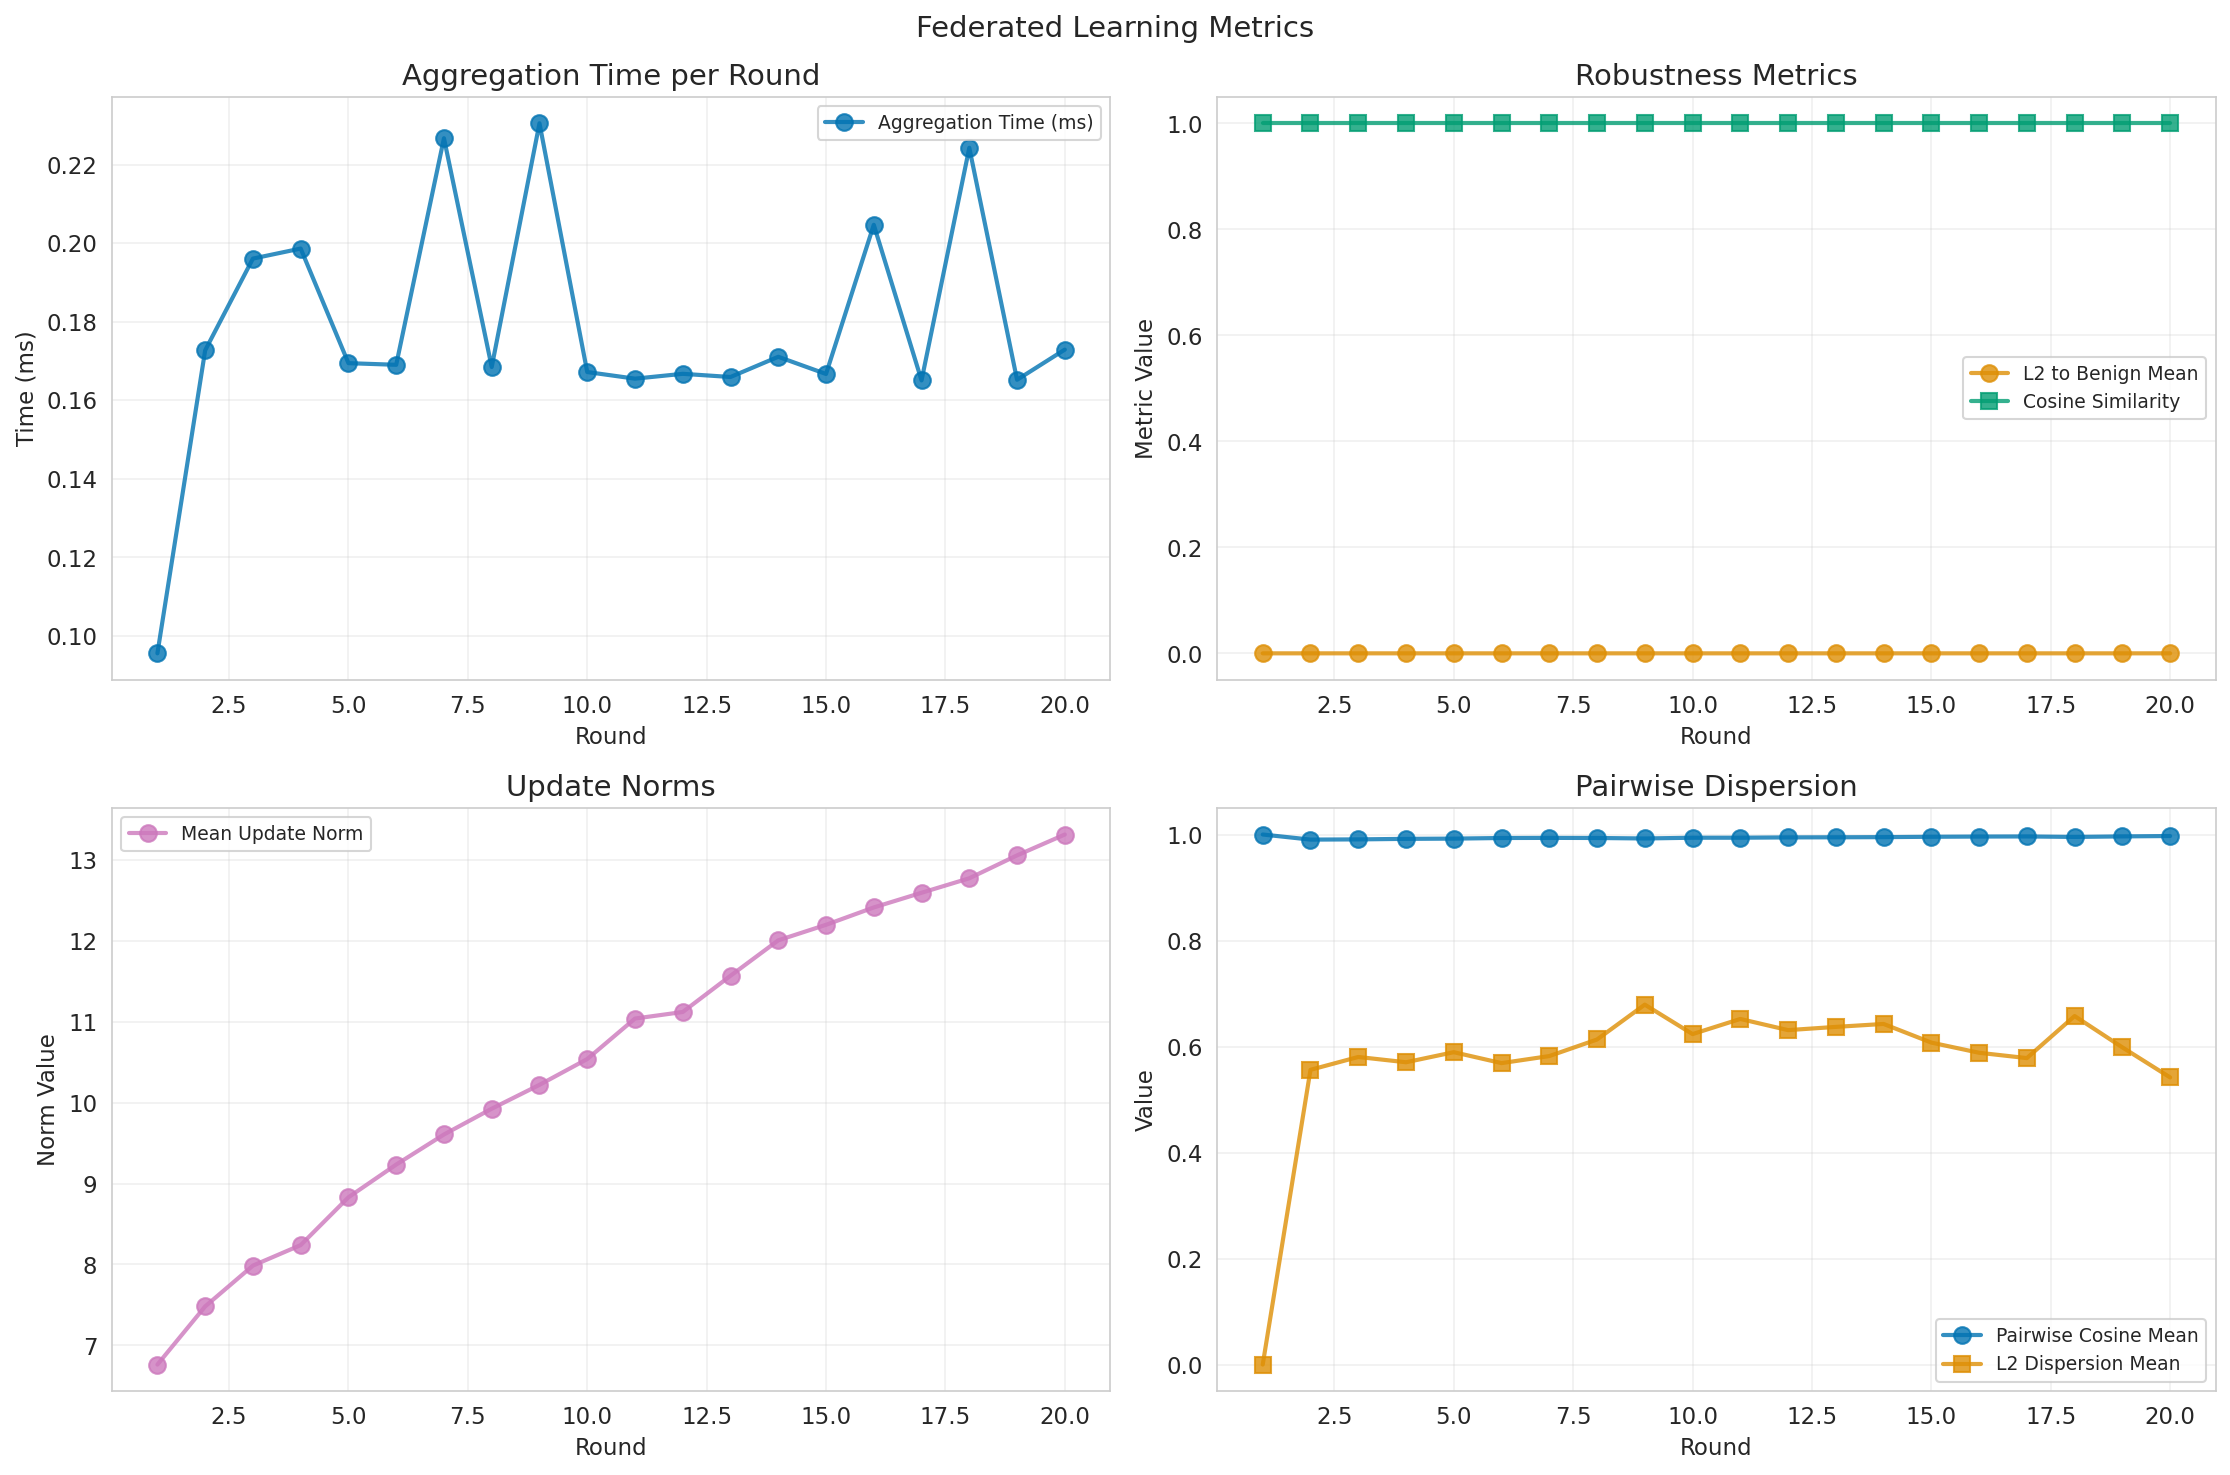 Federated Learning Metrics
Aggregation Time per Round
Aggregation Time (ms)
Time (ms)
0.22
0.20
0.18
0.16
0.14
0.12
0.10
2.5 5.0 7.5 10.0 12.5 15.0 17.5 20.0
Round
Robustness Metrics
L2 to Benign Mean
Cosine Similarity
Metric Value
1.0
0.8
0.6
0.4
0.2
0.0
2.5 5.0 7.5 10.0 12.5 15.0 17.5 20.0
Round
Update Norms
Mean Update Norm
Norm Value
13
12
11
10
9
8
7
2.5 5.0 7.5 10.0 12.5 15.0 17.5 20.0
Round
Pairwise Dispersion
Value
1.0
0.8
0.6
0.4
0.2
0.0
Pairwise Cosine Mean
L2 Dispersion Mean
2.5 5.0 7.5 10.0 12.5 15.0 17.5 20.0
Round